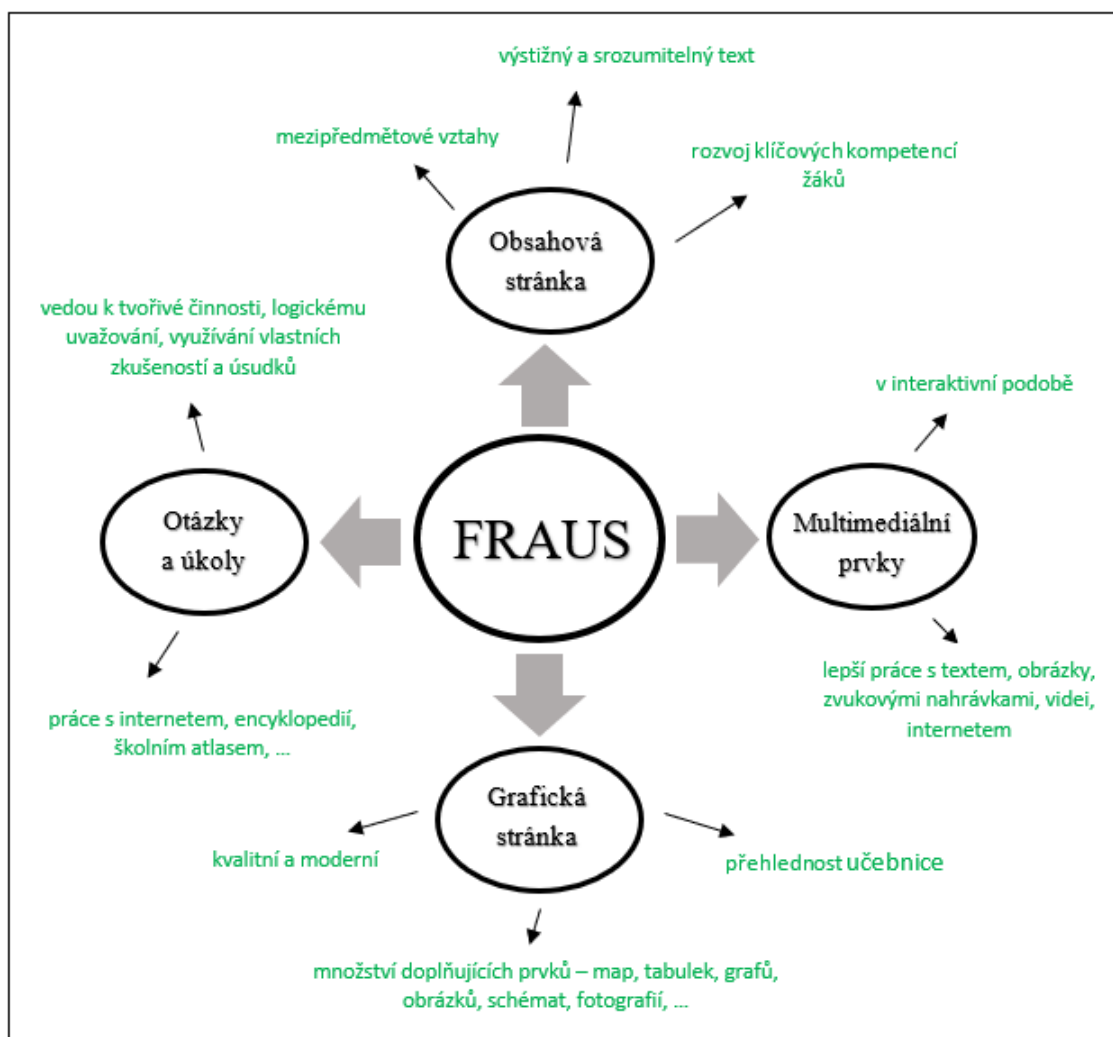 výstižný a srozumitelný text
mezipředmětové vztahy
rozvoj klíčových kompetencí
žáků
Obsahová
stránka
vedou k tvořivé činnosti, logickému
uvažování, využívání vlastních
zkušeností a úsudků
v interaktivní podobě
Otázky
a úkoly
FRAUS
Multimediální
prvky
práce s internetem, encyklopedií,
školním atlasem, ...
lepší práce s textem, obrázky,
zvukovými nahrávkami, videi,
internetem
Grafická
stránka
kvalitní a moderní
přehlednost učebnice
množství doplňujících prvků – map, tabulek, grafů,
obrázků, schémat, fotografií, ...